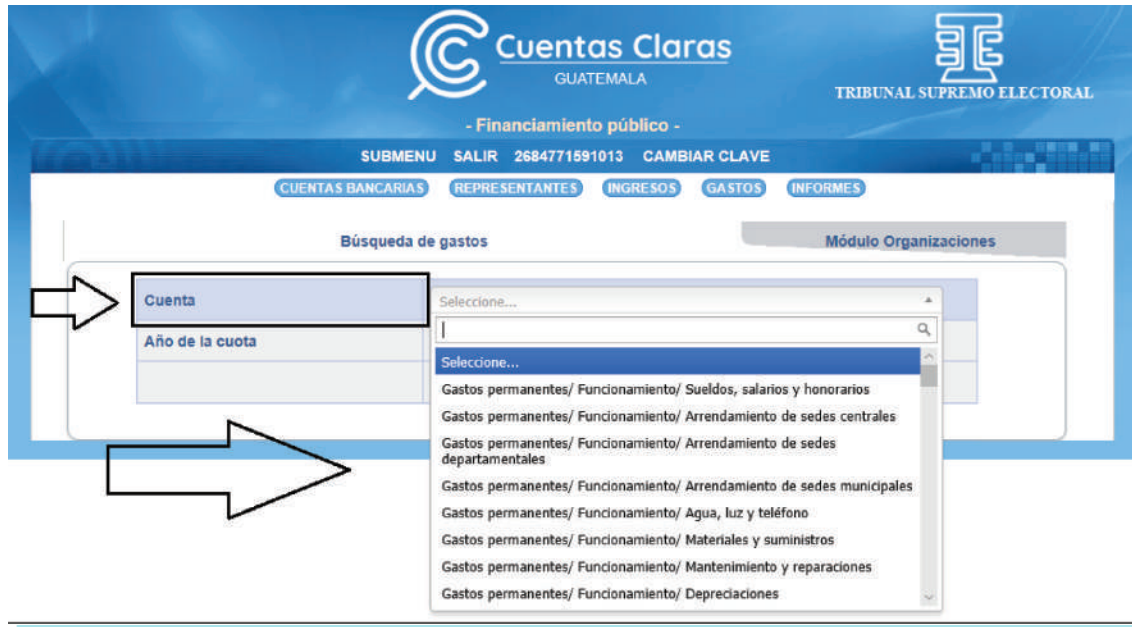 Cuentas Claras
GUATEMALA
TRIBUNAL SUPREMO ELECTORAL
- Financiamiento público -
SUBMENU SALIR 2684771591013 CAMBIAR CLAVE
CUENTAS BANCARIAS REPRESENTANTES INGRESOS GASTOS INFORMES
Búsqueda de gastos
Módulo Organizaciones
Cuenta
Seleccione...
Año de la cuota
Seleccione...
Gastos permanentes/ Funcionamiento/ Sueldos, salarios y honorarios
Gastos permanentes/ Funcionamiento/ Arrendamiento de sedes centrales
Gastos permanentes/ Funcionamiento/ Arrendamiento de sedes
departamentales
Gastos permanentes/ Funcionamiento/ Arrendamiento de sedes municipales
Gastos permanentes/ Funcionamiento/ Agua, luz y teléfono
Gastos permanentes/ Funcionamiento/ Materiales y suministros
Gastos permanentes/ Funcionamiento/ Mantenimiento y reparaciones
Gastos permanentes/ Funcionamiento/ Depreciaciones